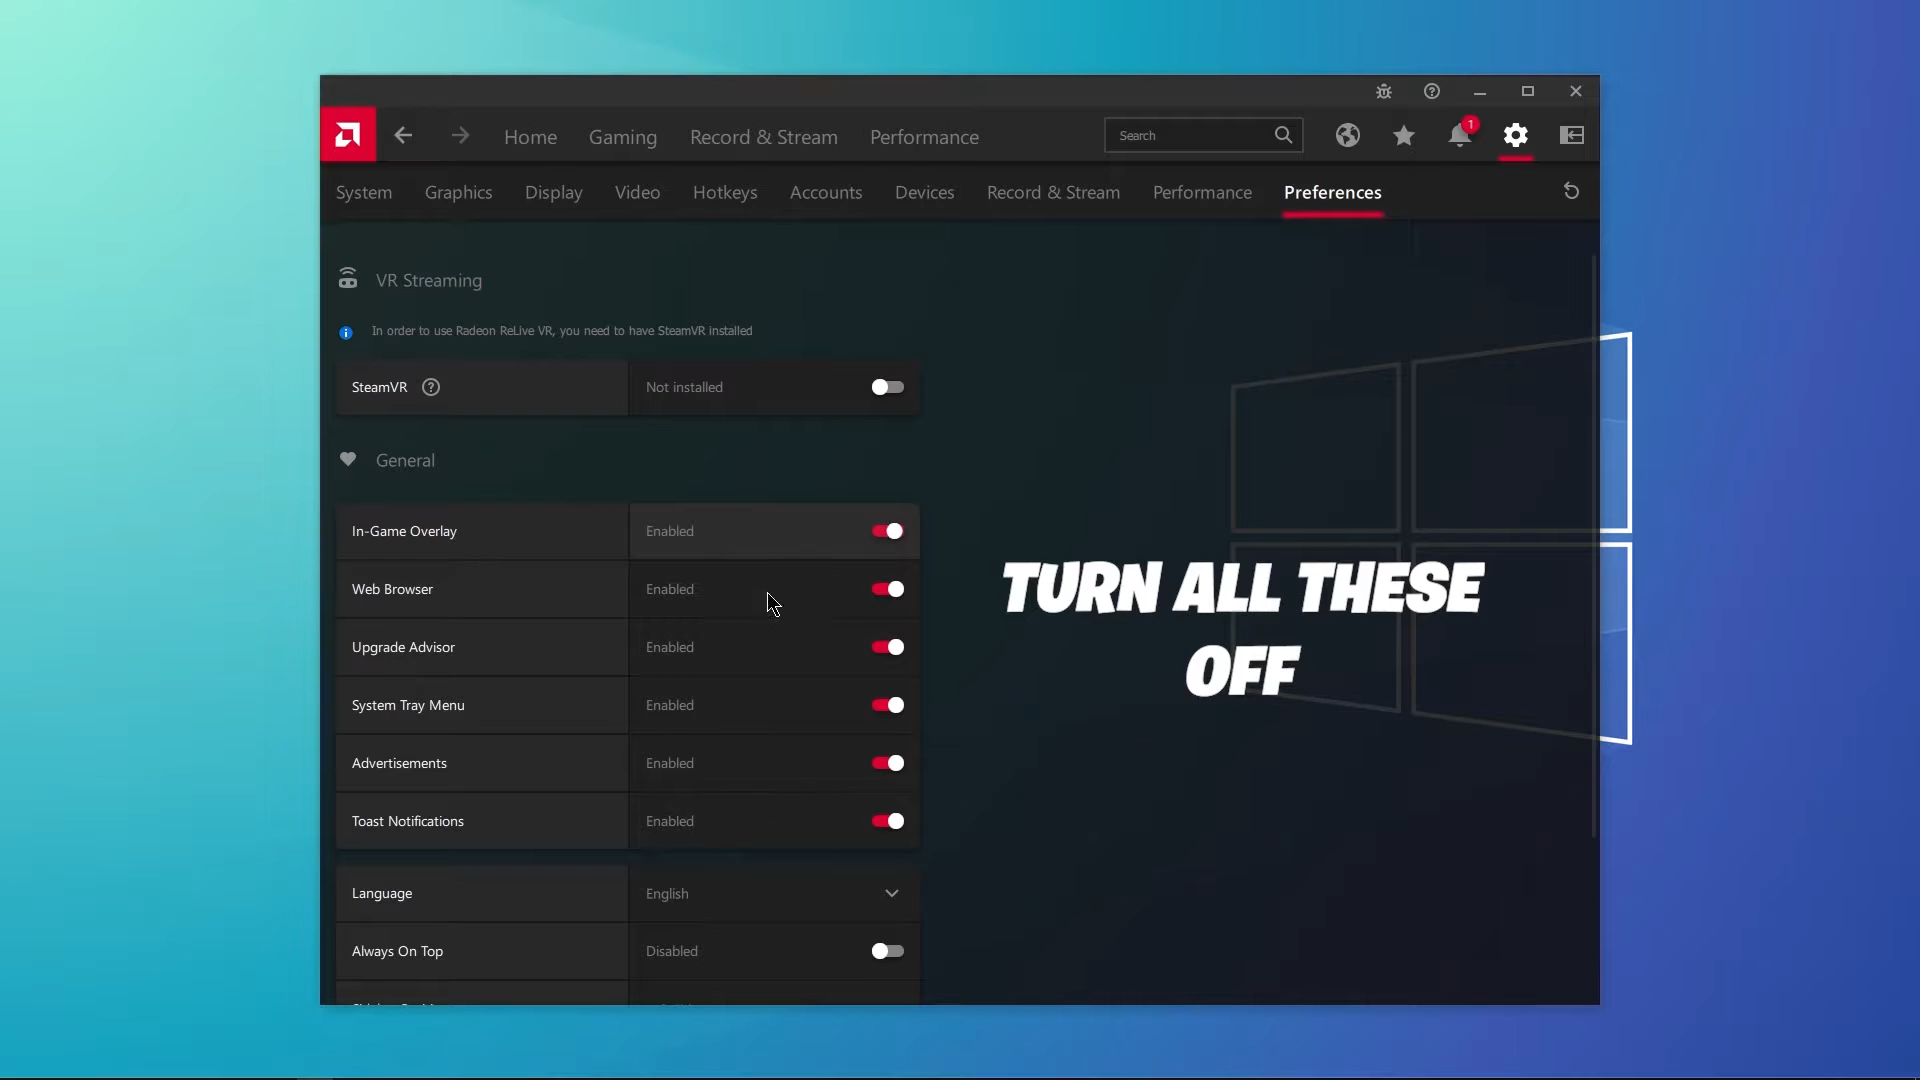 Home Gaming Record & Stream Performance Search 1
System Graphics Display Video Hotkeys Accounts Devices Record & Stream Performance Preferences
VR Streaming
In order to use Radeon ReLive VR, you need to have SteamVR installed
SteamVR Not installed
General
In-Game Overlay Enabled
Web Browser Enabled
Upgrade Advisor Enabled
System Tray Menu Enabled
Advertisements Enabled
Toast Notifications Enabled
Language English
Always On Top Disabled
TURN ALL THESE
OFF